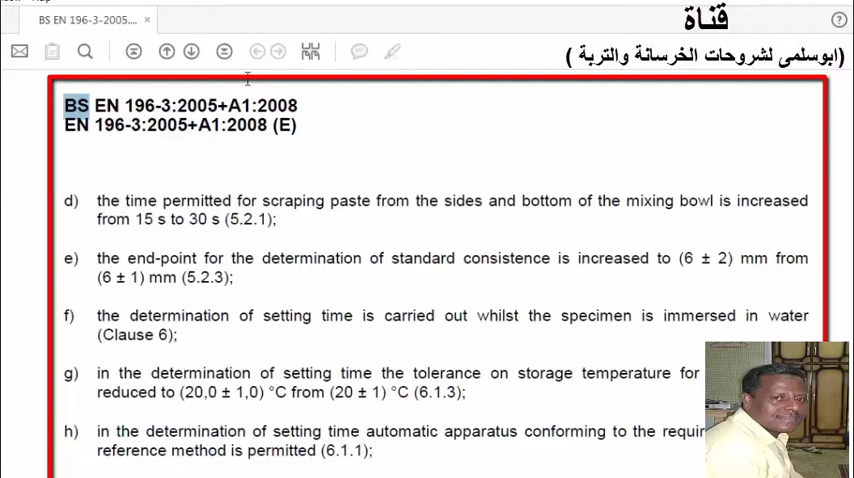 BS EN 196-3-2005....
×
قناة
(ابوسلمى لشروحات الخرسانة والتربة )
BS EN 196-3:2005+A1:2008
EN 196-3:2005+A1:2008 (E)
d) the time permitted for scraping paste from the sides and bottom of the mixing bowl is increased
from 15 s to 30 s (5.2.1);
e) the end-point for the determination of standard consistence is increased to (6 ± 2) mm from
(6 ± 1) mm (5.2.3);
f) the determination of setting time is carried out whilst the specimen is immersed in water
(Clause 6);
g) in the determination of setting time the tolerance on storage temperature for
reduced to (20,0 ± 1,0) °C from (20 ± 1) °C (6.1.3);
h) in the determination of setting time automatic apparatus conforming to the
reference method is permitted (6.1.1);